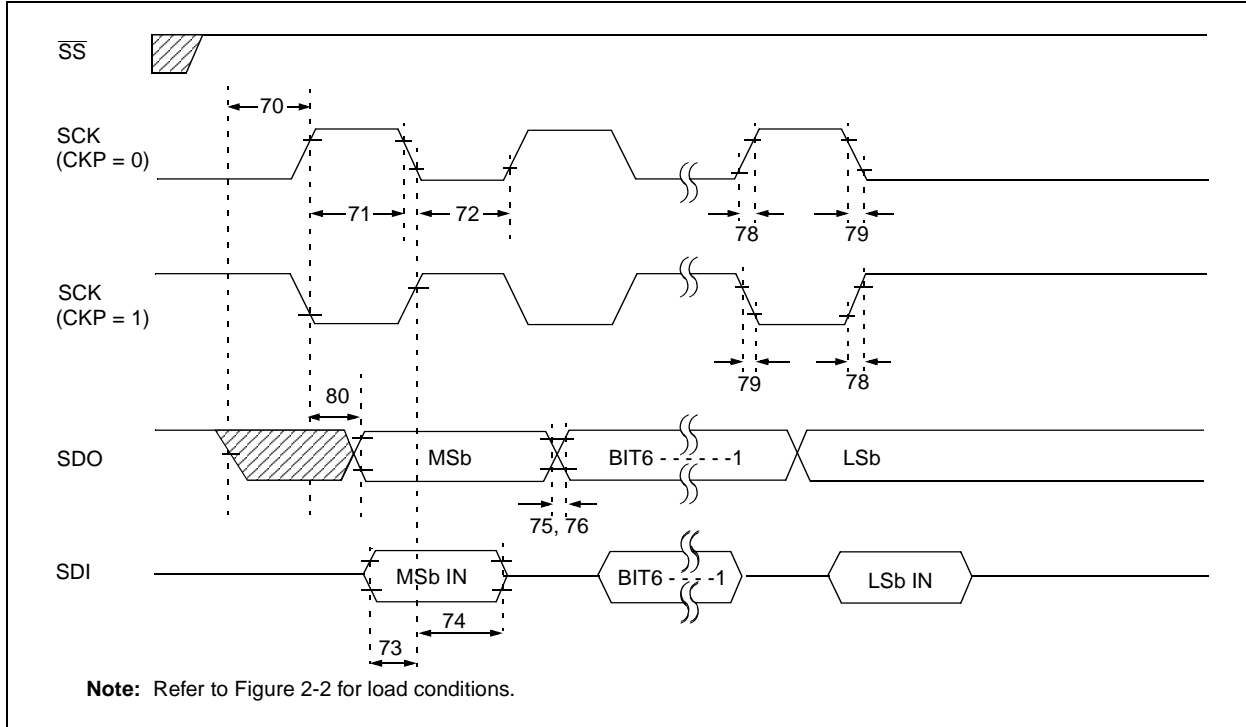 SS
70
SCK
(CKP = 0)
71
72
78
79
SCK
(CKP = 1)
79
78
80
SDO
MSb
BIT6 - - - - - -1
LSb
75, 76
SDI
MSb IN
BIT6 - - - - -1
LSb IN
74
73
Note: Refer to Figure 2-2 for load conditions.